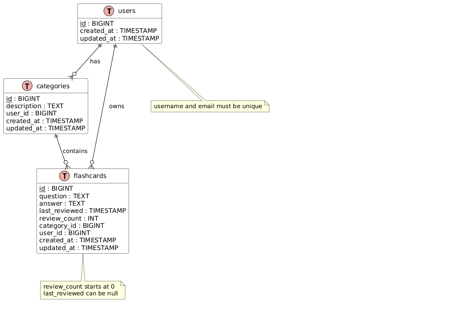 T users
id : BIGINT
created_at : TIMESTAMP
updated_at : TIMESTAMP
has
T categories
id : BIGINT
description : TEXT
user_id : BIGINT
created_at : TIMESTAMP
updated_at : TIMESTAMP
owns
username and email must be unique
contains
T flashcards
id : BIGINT
question : TEXT
answer : TEXT
last_reviewed : TIMESTAMP
review_count : INT
category_id : BIGINT
user_id : BIGINT
created_at : TIMESTAMP
updated_at : TIMESTAMP
review_count starts at 0
last_reviewed can be null